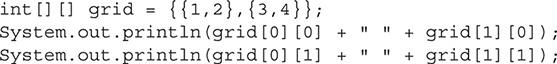 int[][] grid = {{1,2},{3,4}};
System.out.println(grid[0][0] + " " + grid[1][0]);
System.out.println(grid[0][1] + " " + grid[1][1]);